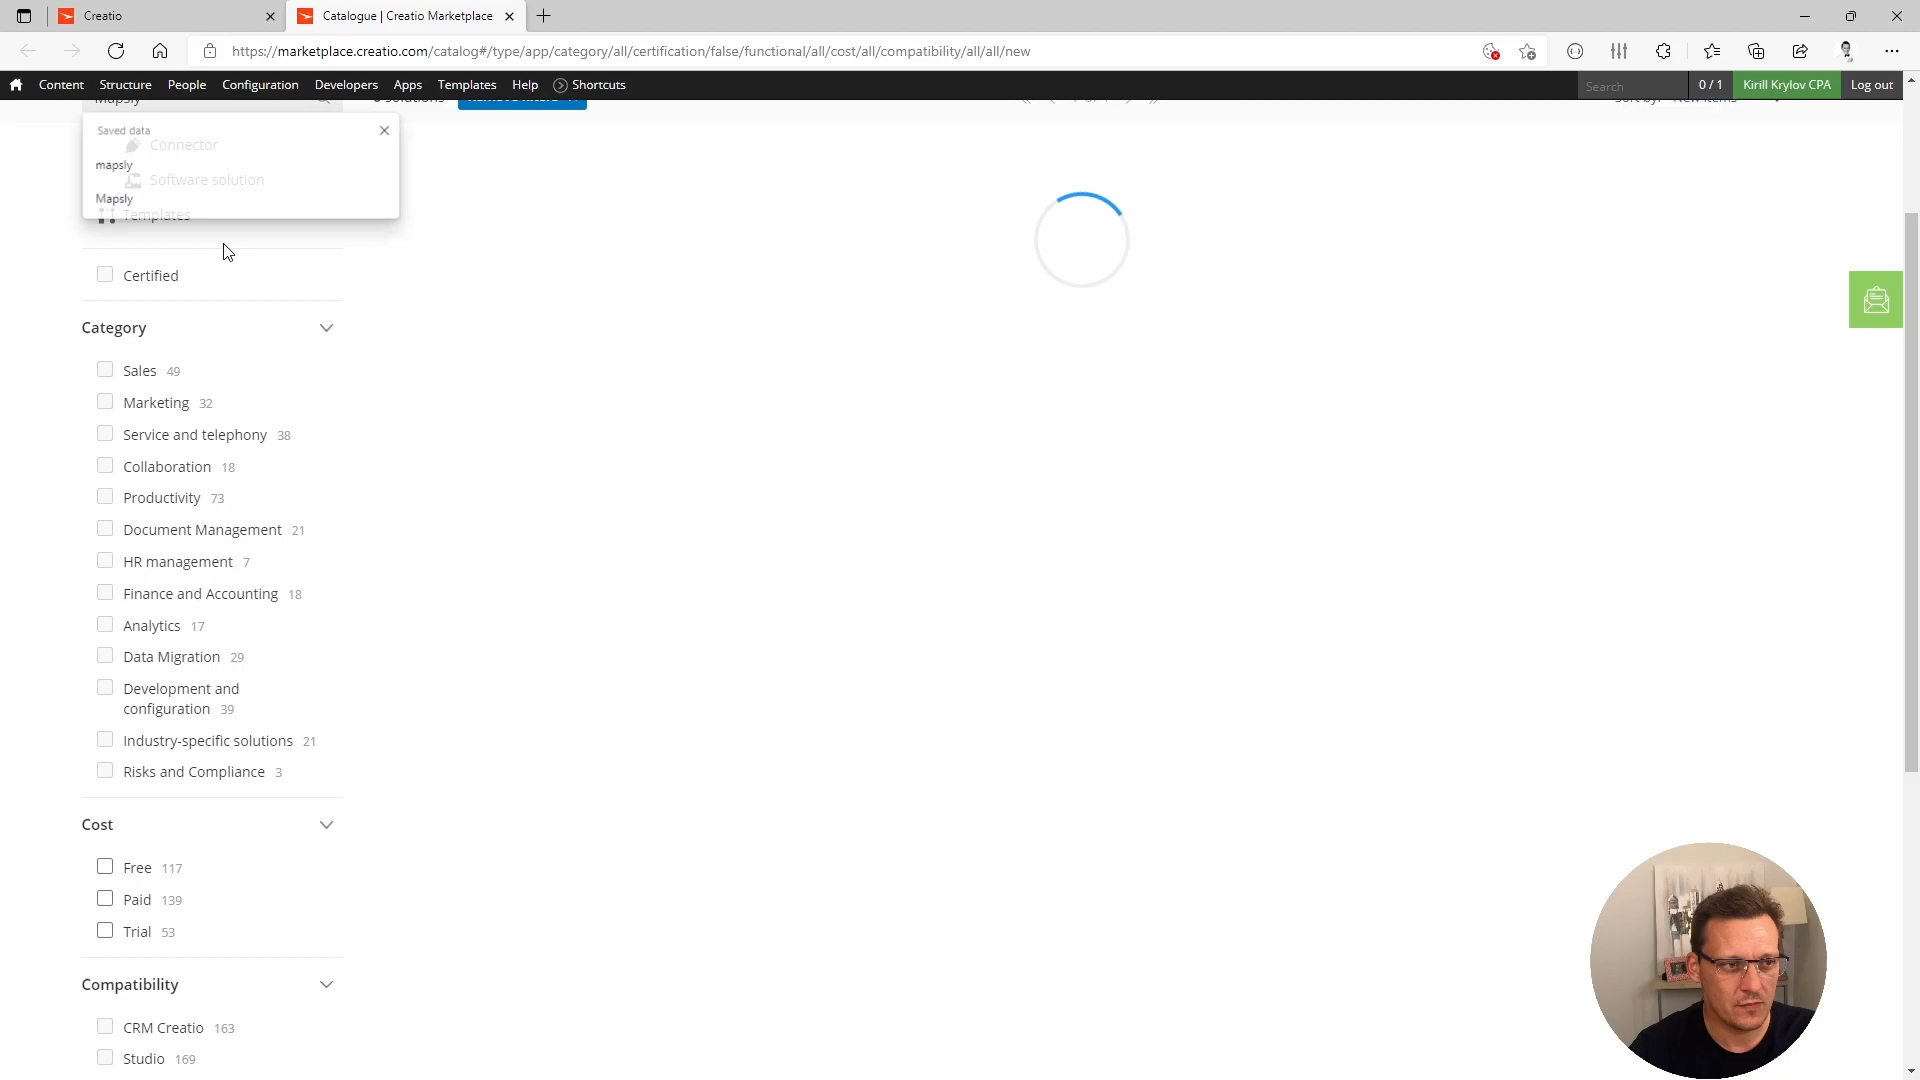 Creatio
Catalogue | Creatio Marketplace
https://marketplace.creatio.com/catalog#/type/app/category/all/certification/false/functional/all/cost/all/compatibility/all/all/new
Content Structure People Configuration Developers Apps Templates Help Shortcuts
Search 0 / 1 Kirill Krylov CPA Log out
Mapsly
Saved data
Connector
mapsly
Software solution
Mapsly
Templates
Certified
Category
Sales 49
Marketing 32
Service and telephony 38
Collaboration 18
Productivity 73
Document Management 21
HR management 7
Finance and Accounting 18
Analytics 17
Data Migration 29
Development and
configuration 39
Industry-specific solutions 21
Risks and Compliance 3
Cost
Free 117
Paid 139
Trial 53
Compatibility
CRM Creatio 163
Studio 169